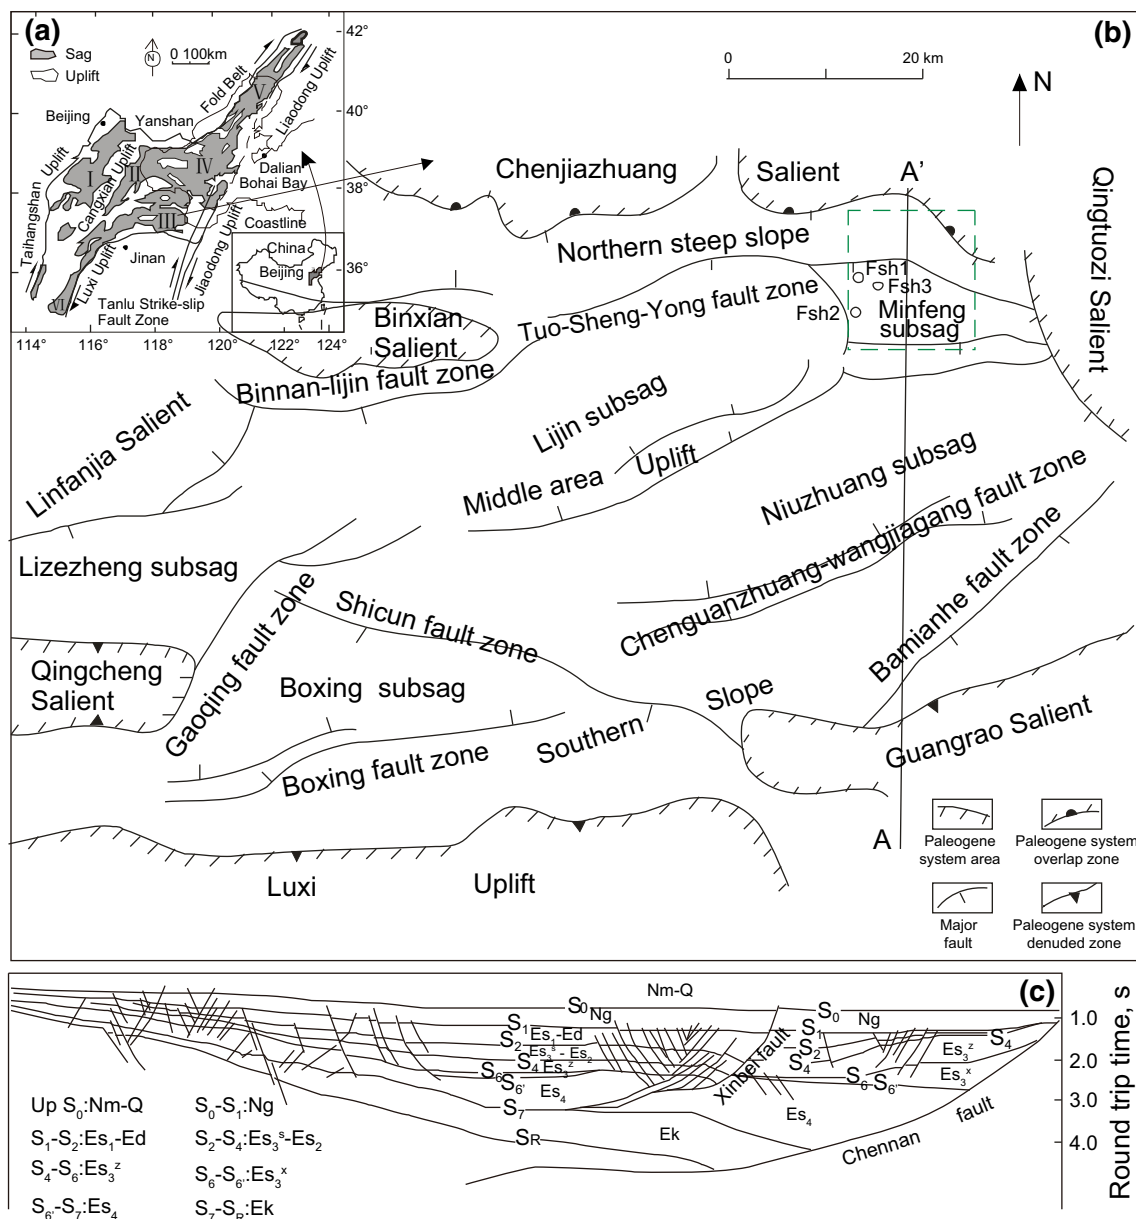 (a)
Sag
Uplift
N
0 100km
42°
40°
38°
36°
114°
116°
118°
120°
122°
124°
Beijing
Yanshan
Fold Belt
Liaodong Uplift
Taihangshan
Uplift
Cangxian Uplift
I
II
III
IV
V
VI
Dalian
Bohai Bay
Coastline
Jinan
Luxi Uplift
Jiaodong Uplift
Tanlu Strike-slip
Fault Zone
China
Beijing
(b)
0
20 km
N
Chenjiazhuang
Salient
A'
Qingtuozi Salient
Northern steep slope
Fsh1
Fsh3
Fsh2
Minfeng
subsag
Tuo-Sheng-Yong fault zone
Binxian
Salient
Binnan-lijin fault zone
Linfanjia Salient
Lijin subsag
Middle area
Uplift
Niuzhuang subsag
Chenguanzhuang-wangjiagang fault zone
Bamianhe fault zone
Lizezheng subsag
Gaoqing fault zone
Shicun fault zone
Qingcheng
Salient
Boxing subsag
Slope
Southern
Boxing fault zone
Guangrao Salient
A
Luxi
Uplift
Paleogene
system area
Paleogene system
overlap zone
Major
fault
Paleogene system
denuded zone
(c)
Nm-Q
S0
Ng
S1
Es1-Ed
S2
Es3s-Es2
S4
Es3z
S6
S6'
Es4
S7
SR
Ek
Xinbei fault
S0
Ng
S1
S2
S4
S4
Es3z
Es3x
S6
S6'
Es4
Chennan
fault
1.0
2.0
3.0
4.0
Round trip time, s
Up S0:Nm-Q
S0-S1:Ng
S1-S2:Es1-Ed
S2-S4:Es3s-Es2
S4-S6:Es3z
S6-S6':Es3x
S6'-S7:Es4
S7-SR:Ek